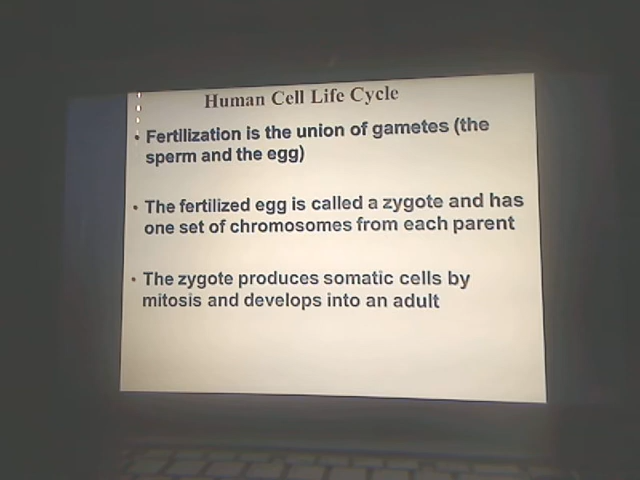 Human Cell Life Cycle
• Fertilization is the union of gametes (the
sperm and the egg)
• The fertilized egg is called a zygote and has
one set of chromosomes from each parent
• The zygote produces somatic cells by
mitosis and develops into an adult